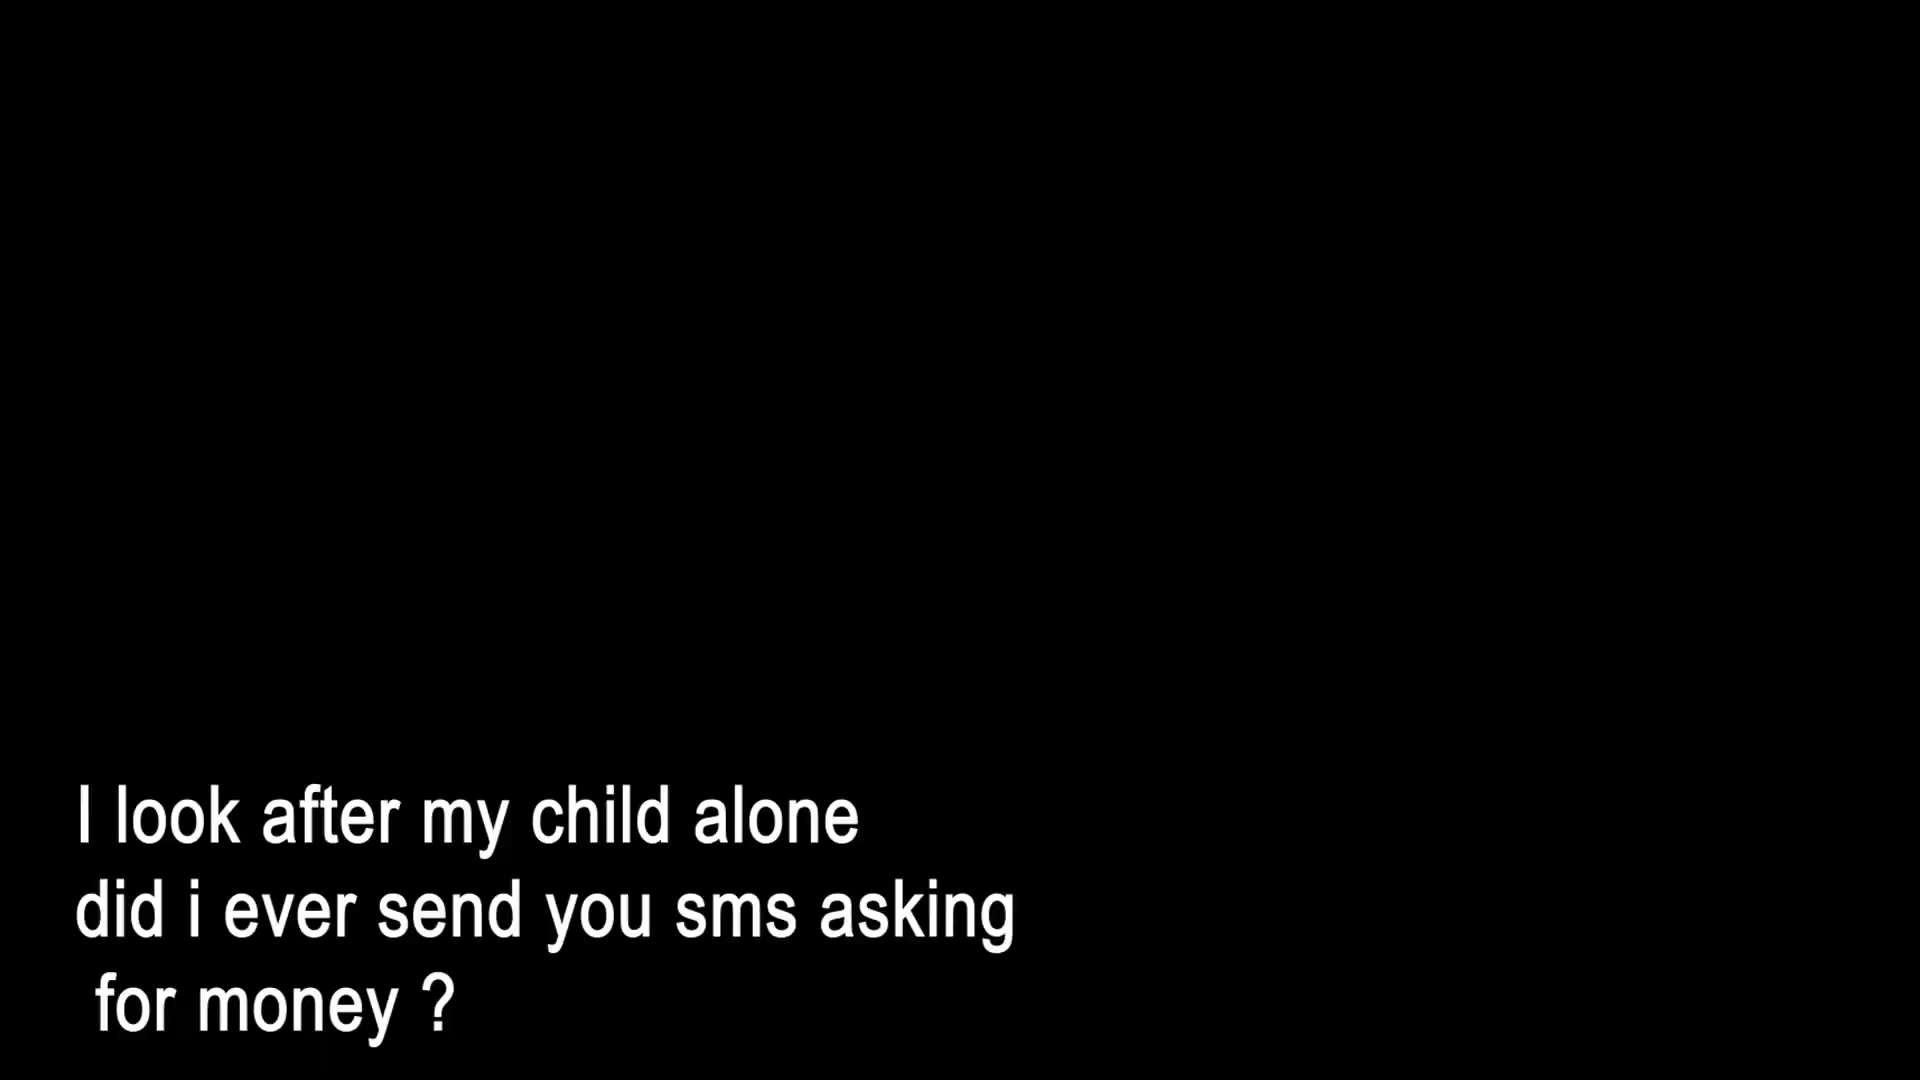 I look after my child alone
did i ever send you sms asking
for money ?